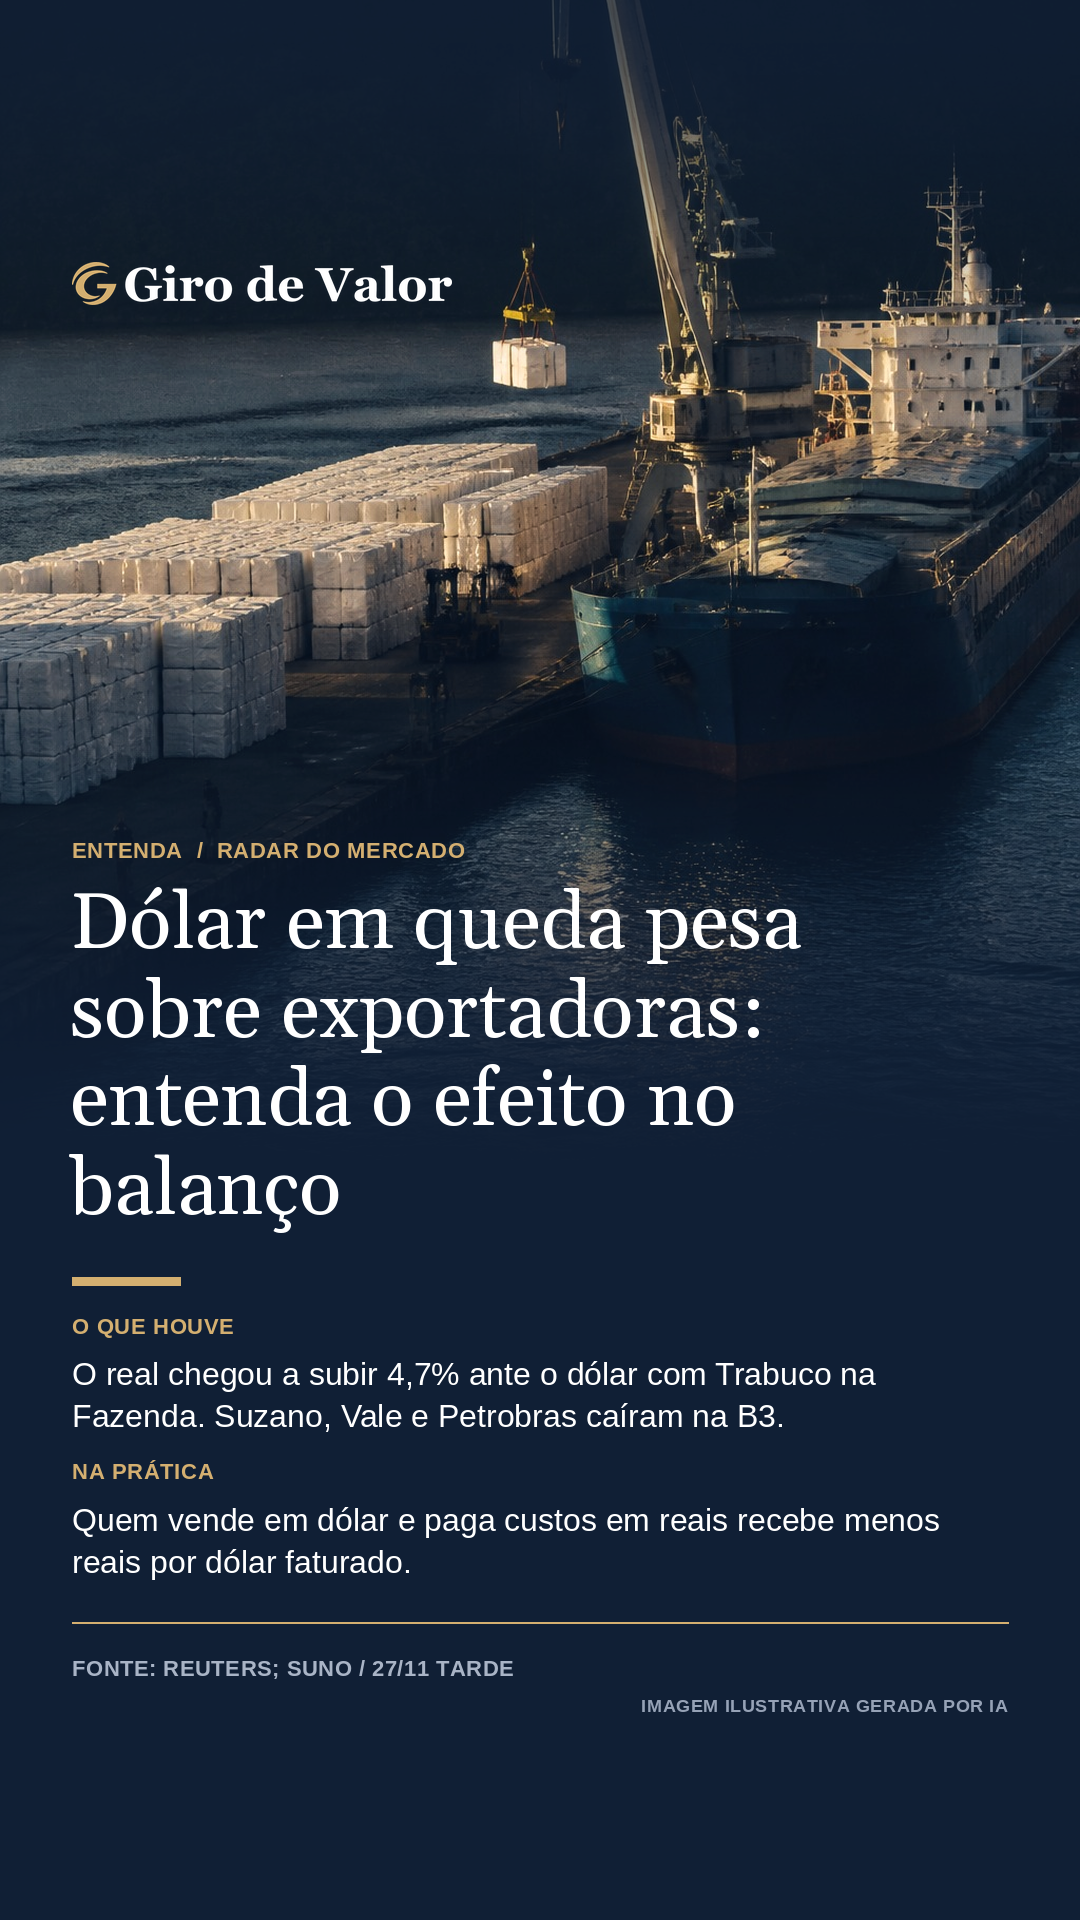 Giro de Valor
ENTENDA / RADAR DO MERCADO
Dólar em queda pesa
sobre exportadoras:
entenda o efeito no
balanço
O QUE HOUVE
O real chegou a subir 4,7% ante o dólar com Trabuco na
Fazenda. Suzano, Vale e Petrobras caíram na B3.
NA PRÁTICA
Quem vende em dólar e paga custos em reais recebe menos
reais por dólar faturado.
FONTE: REUTERS; SUNO / 27/11 TARDE
IMAGEM ILUSTRATIVA GERADA POR IA